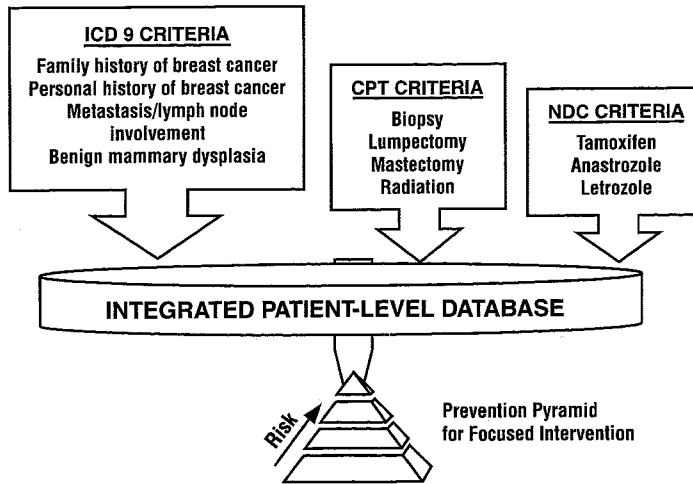 ICD 9 CRITERIA
Family history of breast cancer
Personal history of breast cancer
Metastasis/lymph node
involvement
Benign mammary dysplasia
CPT CRITERIA
Biopsy
Lumpectomy
Mastectomy
Radiation
NDC CRITERIA
Tamoxifen
Anastrozole
Letrozole
INTEGRATED PATIENT-LEVEL DATABASE
Risk
Prevention Pyramid
for Focused Intervention